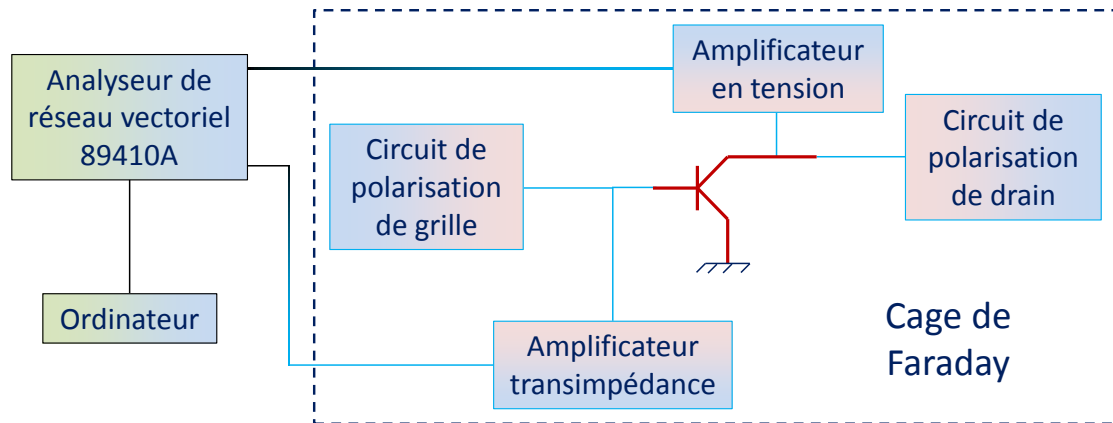 Analyseur de
réseau vectoriel
89410A
Ordinateur
Amplificateur
en tension
Circuit de
polarisation
de grille
Circuit de
polarisation
de drain
Amplificateur
transimpédance
Cage de
Faraday